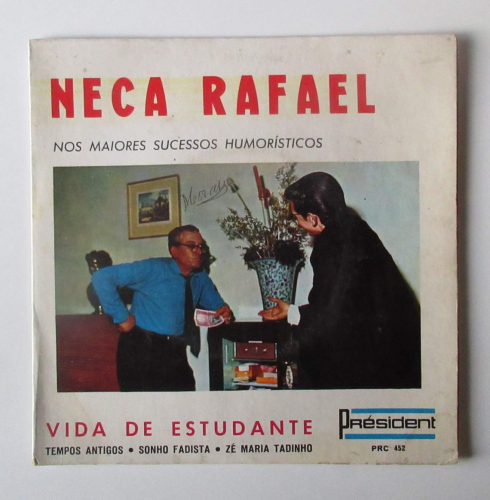 NECA RAFAEL
NOS MAIORES SUCESSOS HUMORÍSTICOS
VIDA DE ESTUDANTE
TEMPOS ANTIGOS • SONHO FADISTA • ZÉ MARIA TADINHO
Président
PRC 452